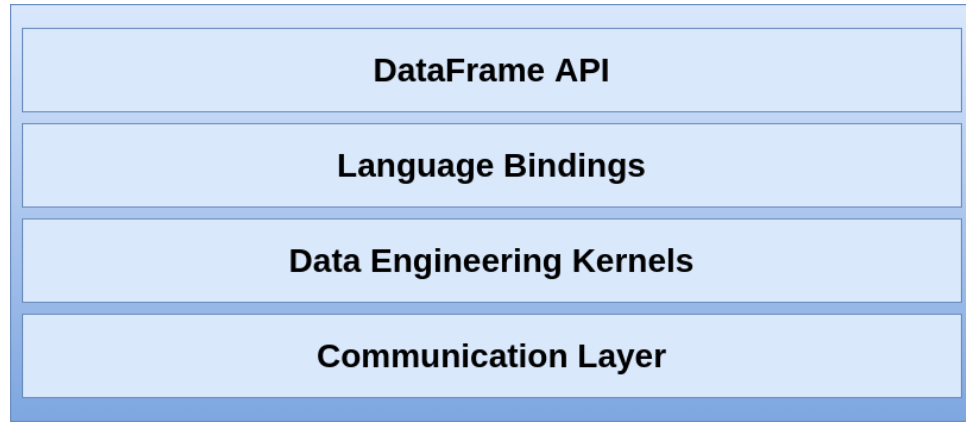 DataFrame API
Language Bindings
Data Engineering Kernels
Communication Layer